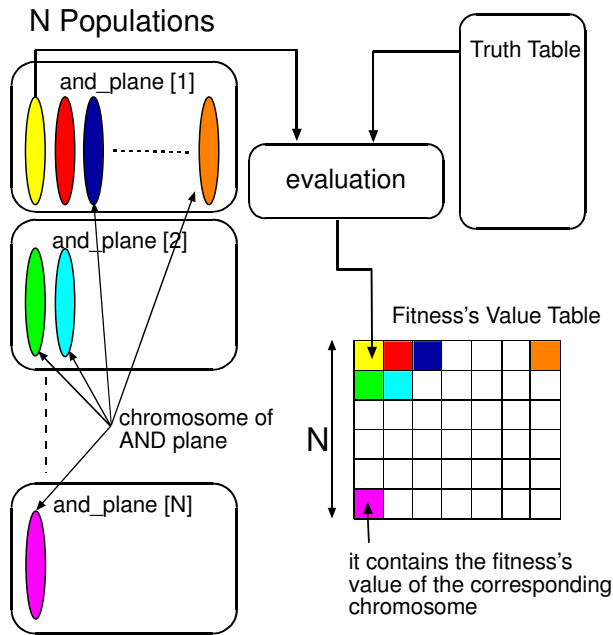 N Populations
and_plane [1]
Truth Table
evaluation
and_plane [2]
Fitness's Value Table
chromosome of
AND plane
N
and_plane [N]
it contains the fitness's
value of the corresponding
chromosome